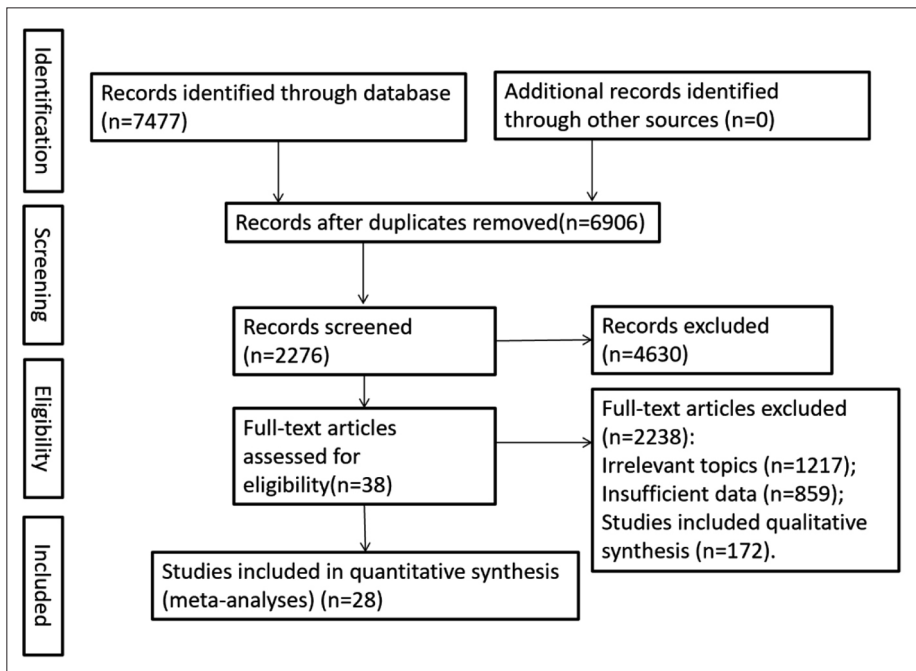 Identification
Records identified through database
(n=7477)
Additional records identified
through other sources (n=0)
Records after duplicates removed(n=6906)
Screening
Records screened
(n=2276)
Records excluded
(n=4630)
Eligibility
Full-text articles
assessed for
eligibility(n=38)
Full-text articles excluded
(n=2238):
Irrelevant topics (n=1217);
Insufficient data (n=859);
Studies included qualitative
synthesis (n=172).
Included
Studies included in quantitative synthesis
(meta-analyses) (n=28)